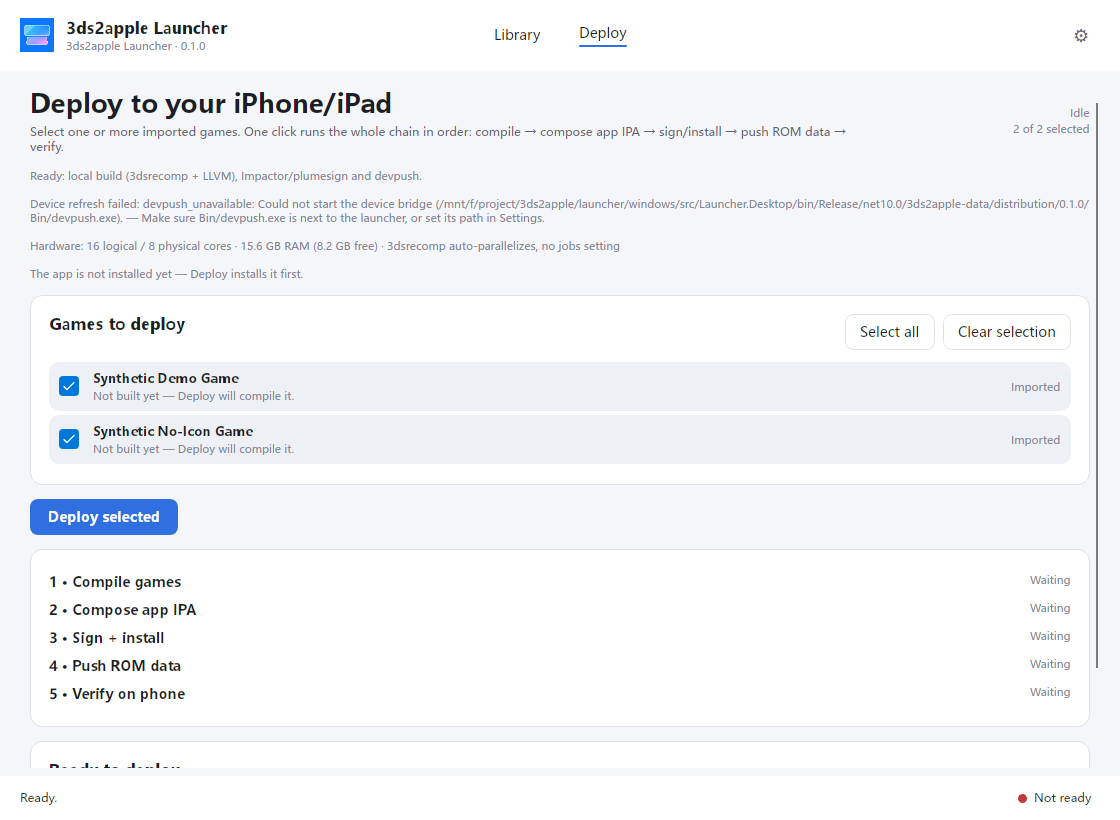 3ds2apple Launcher
3ds2apple Launcher · 0.1.0
Library
Deploy
Deploy to your iPhone/iPad
Select one or more imported games. One click runs the whole chain in order: compile → compose app IPA → sign/install → push ROM data →
verify.
Idle
2 of 2 selected
Ready: local build (3dsrecomp + LLVM), Impactor/plumesign and devpush.
Device refresh failed: devpush_unavailable: Could not start the device bridge (/mnt/f/project/3ds2apple/launcher/windows/src/Launcher.Desktop/bin/Release/net10.0/3ds2apple-data/distribution/0.1.0/
Bin/devpush.exe). — Make sure Bin/devpush.exe is next to the launcher, or set its path in Settings.
Hardware: 16 logical / 8 physical cores · 15.6 GB RAM (8.2 GB free) · 3dsrecomp auto-parallelizes, no jobs setting
The app is not installed yet — Deploy installs it first.
Games to deploy
Select all
Clear selection
Synthetic Demo Game
Not built yet — Deploy will compile it.
Imported
Synthetic No-Icon Game
Not built yet — Deploy will compile it.
Imported
Deploy selected
1 • Compile games
Waiting
2 • Compose app IPA
Waiting
3 • Sign + install
Waiting
4 • Push ROM data
Waiting
5 • Verify on phone
Waiting
Ready to deploy
Ready.
Not ready